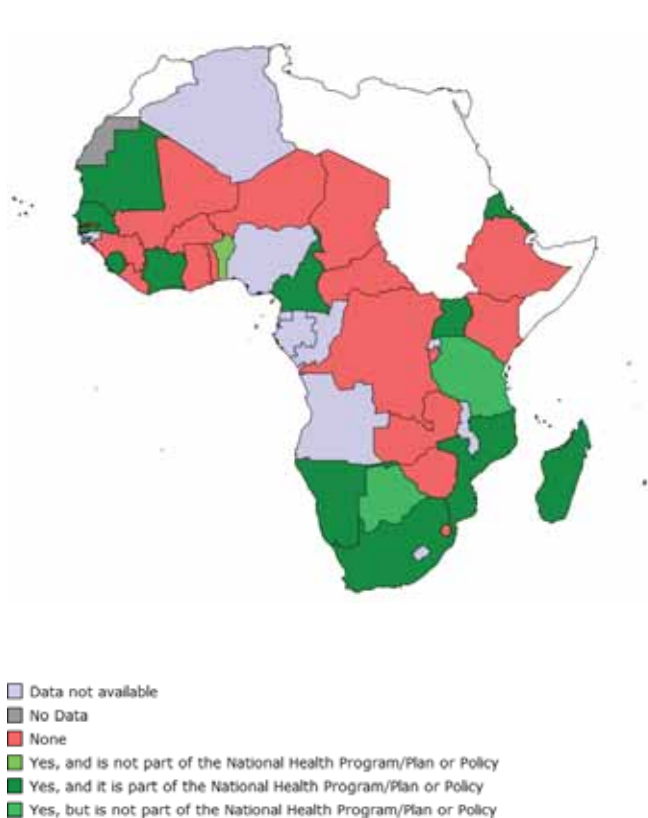 Data not available
No Data
None
Yes, and is not part of the National Health Program/Plan or Policy
Yes, and it is part of the National Health Program/Plan or Policy
Yes, but is not part of the National Health Program/Plan or Policy